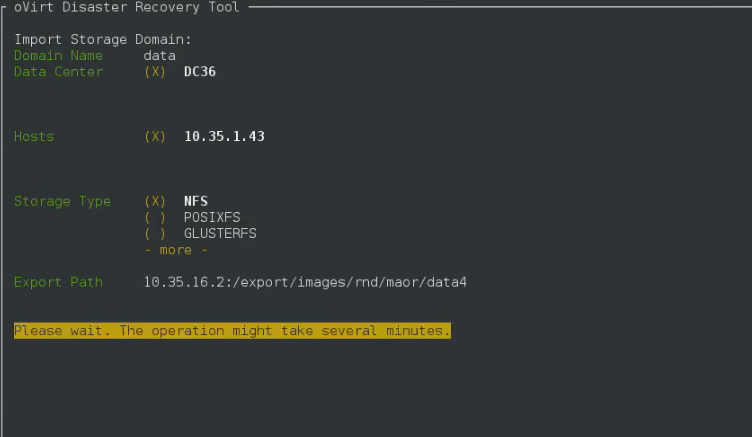 oVirt Disaster Recovery Tool
Import Storage Domain:
Domain Name data
Data Center (X) DC36
Hosts (X) 10.35.1.43
Storage Type (X) NFS
( ) POSIXFS
( ) GLUSTERFS
- more -
Export Path 10.35.16.2:/export/images/rnd/maor/data4
Please wait. The operation might take several minutes.